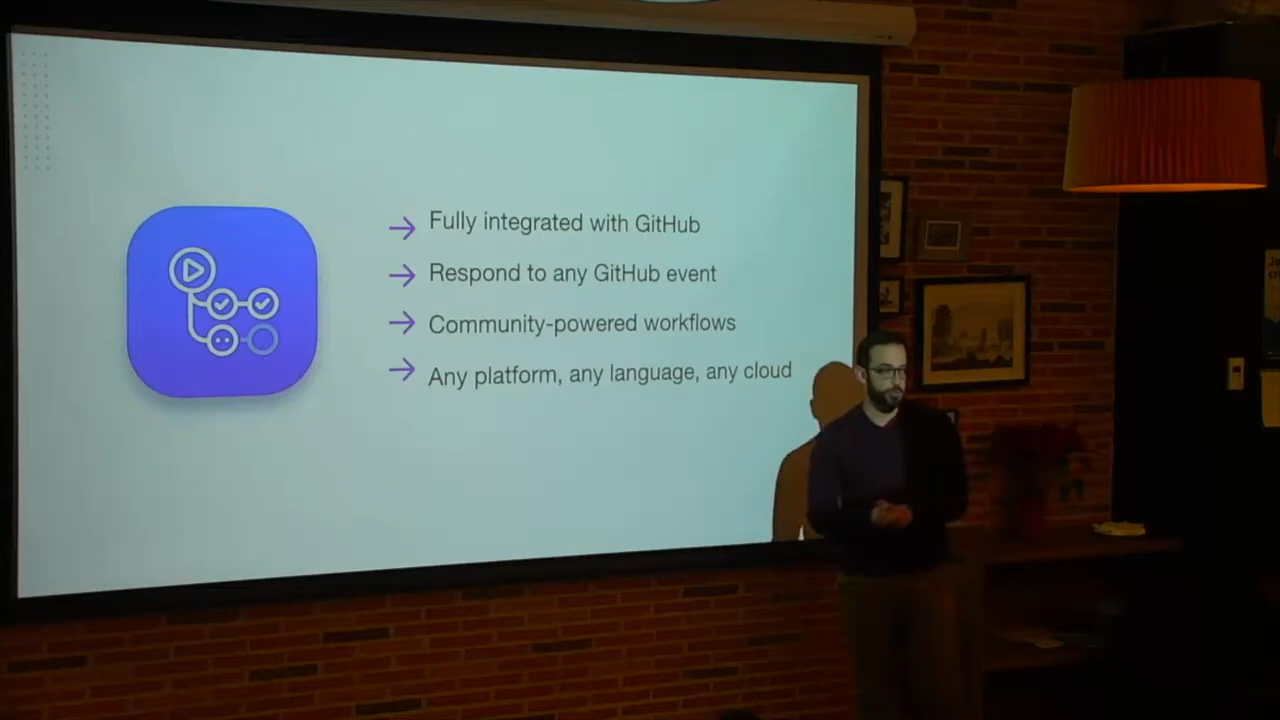 Fully integrated with GitHub
Respond to any GitHub event
Community-powered workflows
Any platform, any language, any cloud